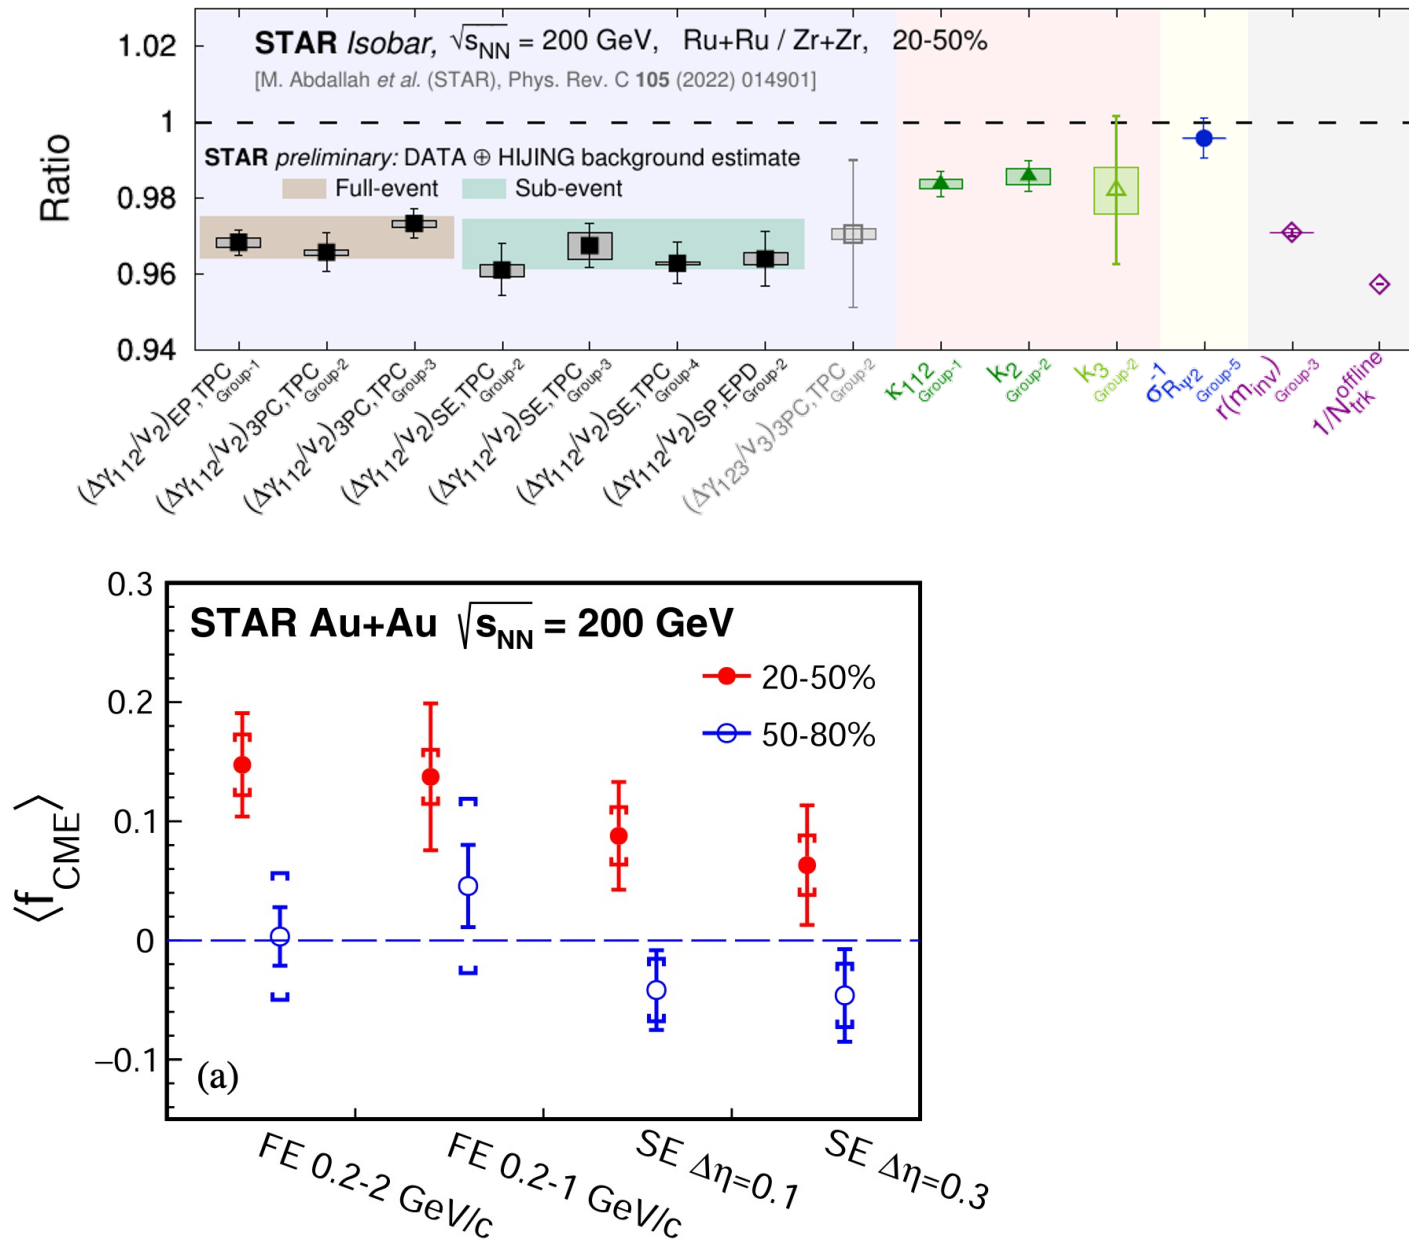 STAR Isobar, √sNN = 200 GeV, Ru+Ru / Zr+Zr, 20-50%
[M. Abdallah et al. (STAR), Phys. Rev. C 105 (2022) 014901]
STAR preliminary: DATA ⊕ HIJING background estimate
Full-event
Sub-event
Ratio
1.02
1
0.98
0.96
0.94
(Δγ112/v2)EP,TPC
Group-1
(Δγ112/v2)3PC,TPC
Group-2
(Δγ112/v2)3PC,TPC
Group-3
(Δγ112/v2)SE,TPC
Group-2
(Δγ112/v2)SE,TPC
Group-3
(Δγ112/v2)SE,TPC
Group-4
(Δγ112/v2)SP,EPD
Group-2
(Δγ123/v3)3PC,TPC
Group-2
κ112
Group-1
k2
Group-2
k3
Group-2
σ-1RΨ2
Group-5
r(minv)
Group-3
1/Nofflinetrk
STAR Au+Au √sNN = 200 GeV
20-50%
50-80%
⟨fCME⟩
0.3
0.2
0.1
0
−0.1
(a)
FE 0.2-2 GeV/c
FE 0.2-1 GeV/c
SE Δη=0.1
SE Δη=0.3